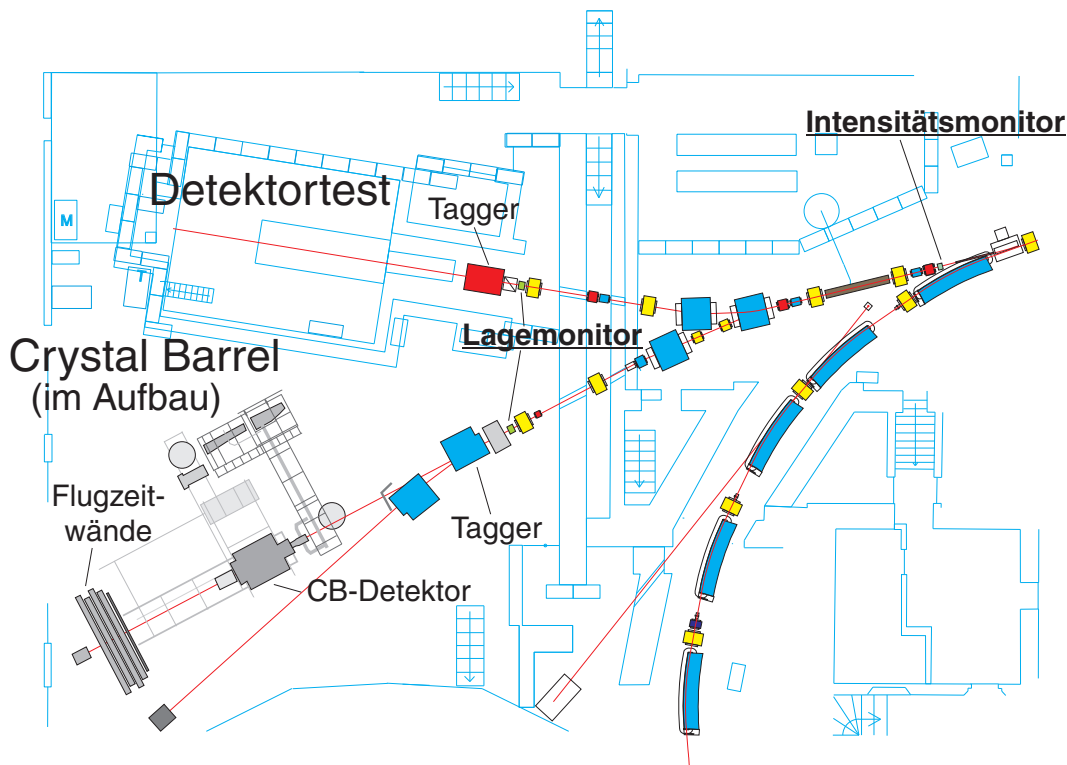 Intensitätsmonitor
Detektortest
Tagger
M
T
Lagemonitor
Crystal Barrel
(im Aufbau)
Flugzeit-
wände
Tagger
CB-Detektor